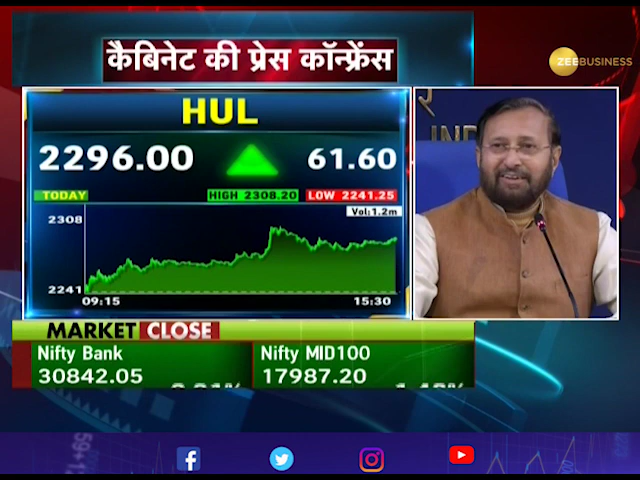 कैबिनेट की प्रेस कॉन्फ्रेंस
ZEEBUSINESS
HUL
2296.00 61.60
TODAY HIGH 2308.20 LOW 2241.25
Vol:1.2m
2308
2241
09:15 15:30
MARKET CLOSE
Nifty Bank Nifty MID100
30842.05 17987.20